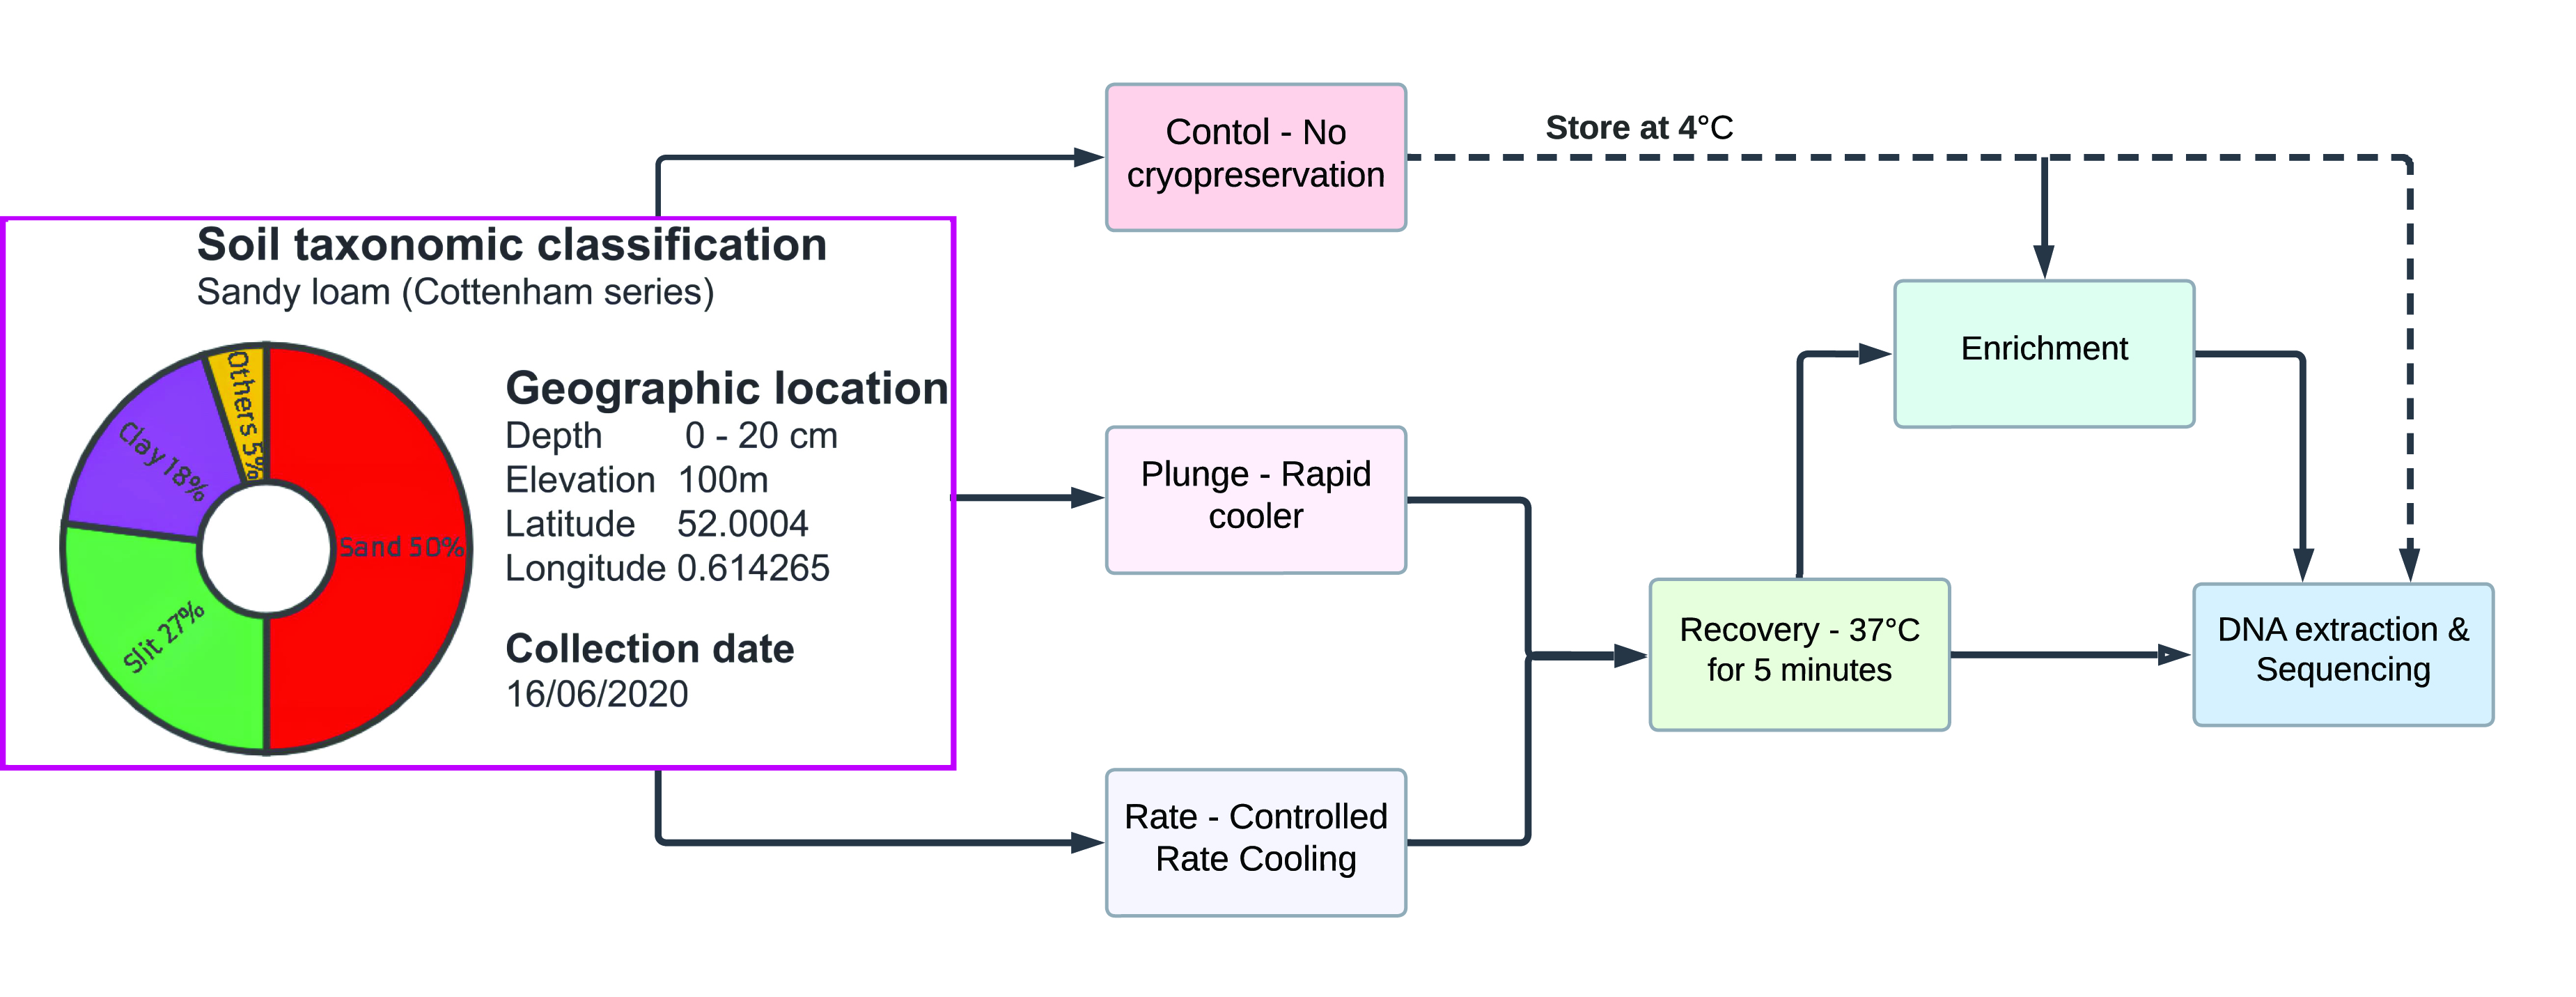 Contol - No
cryopreservation
Store at 4°C
Soil taxonomic classification
Sandy loam (Cottenham series)
Others 5%
Clay 18%
Sand 50%
Slit 27%
Geographic location
Depth 0 - 20 cm
Elevation 100m
Latitude 52.0004
Longitude 0.614265
Collection date
16/06/2020
Plunge - Rapid
cooler
Rate - Controlled
Rate Cooling
Recovery - 37°C
for 5 minutes
Enrichment
DNA extraction &
Sequencing